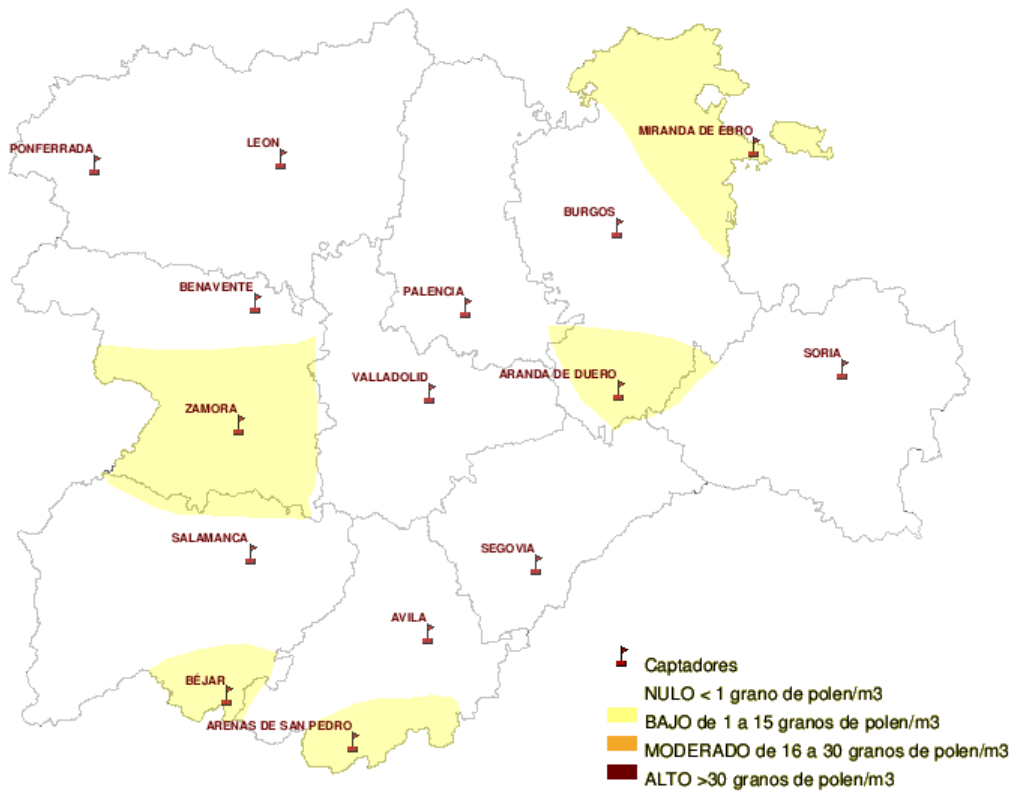 MIRANDA DE EBRO
LEON
PONFERRADA
BURGOS
BENAVENTE
PALENCIA
SORIA
VALLADOLID
ARANDA DE DUERO
ZAMORA
SALAMANCA
SEGOVIA
AVILA
BÉJAR
ARENAS DE SAN PEDRO
Captadores
NULO < 1 grano de polen/m3
BAJO de 1 a 15 granos de polen/m3
MODERADO de 16 a 30 granos de polen/m3
ALTO >30 granos de polen/m3